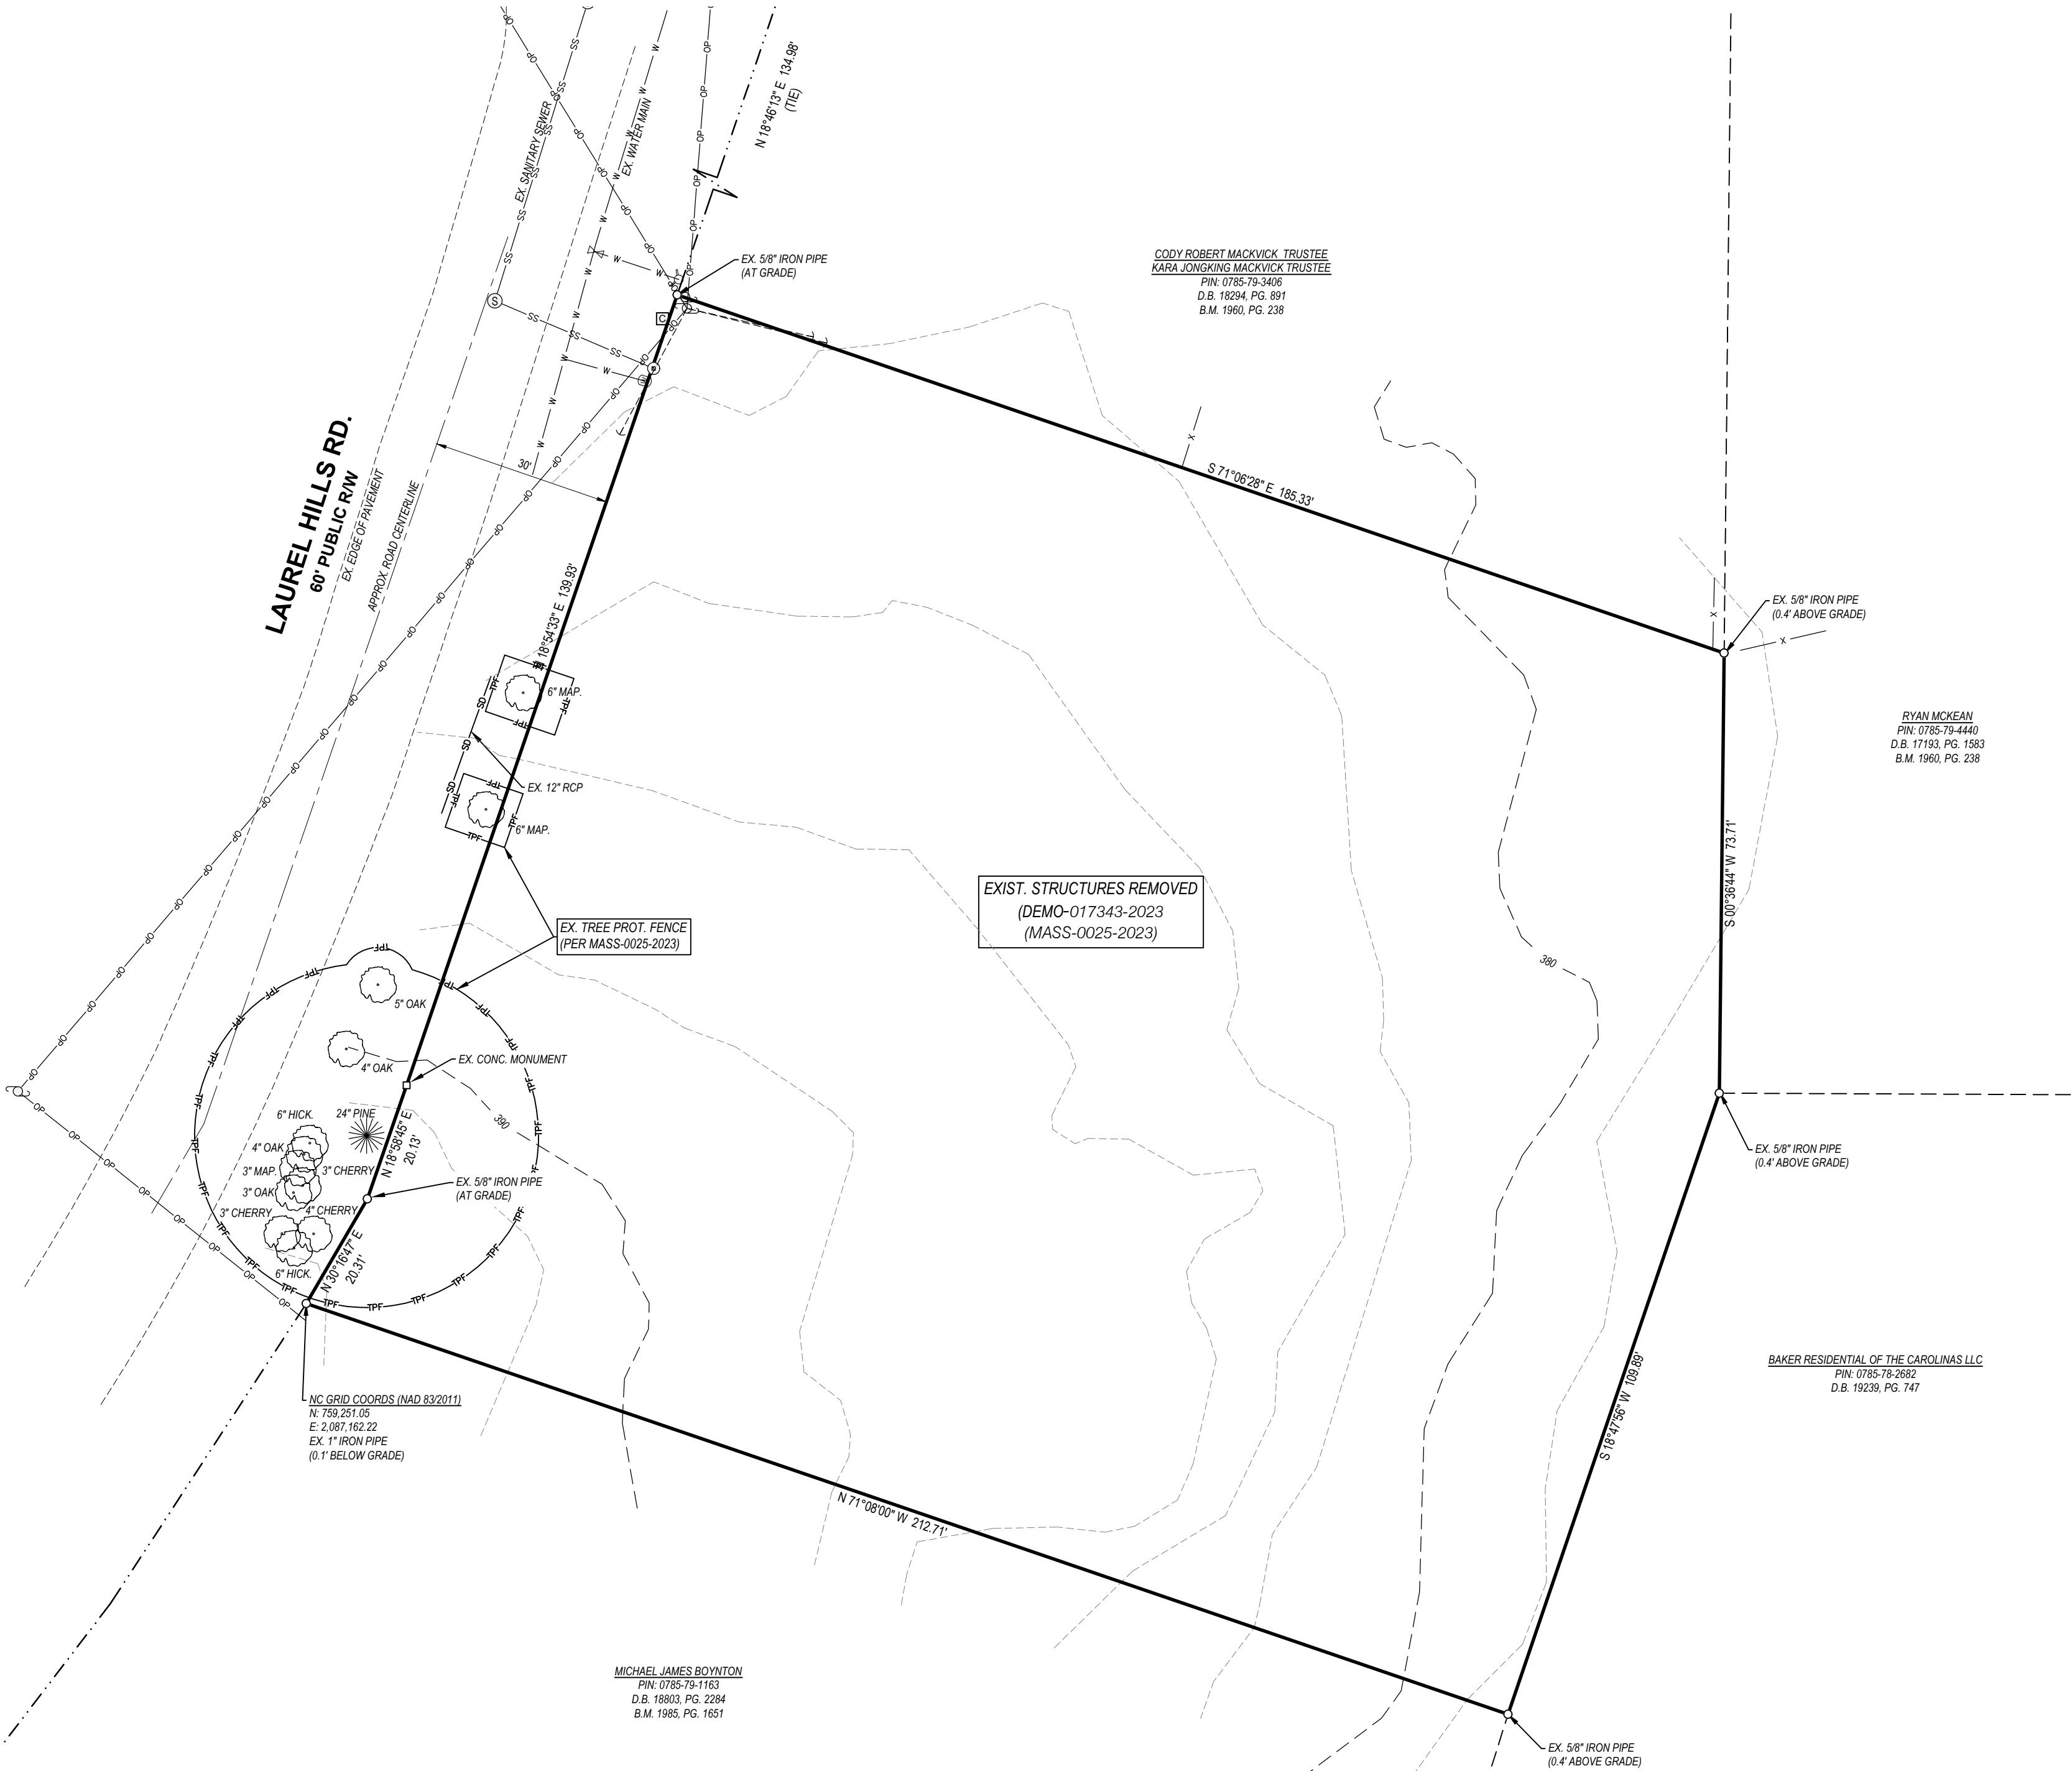 N 18°46'13" E 134.98'
(TIE)
EX. SANITARY SEWER
EX. WATER MAIN
EX. 5/8" IRON PIPE
(AT GRADE)
CODY ROBERT MACKVICK TRUSTEE
KARA JONGKING MACKVICK TRUSTEE
PIN: 0785-79-3406
D.B. 18294, PG. 891
B.M. 1960, PG. 238
S
C
LAUREL HILLS RD.
60' PUBLIC R/W
EX. EDGE OF PAVEMENT
APPROX. ROAD CENTERLINE
30'
S 71°06'28" E 185.33'
N 18°54'33" E 139.93'
EX. 5/8" IRON PIPE
(0.4' ABOVE GRADE)
RYAN MCKEAN
PIN: 0785-79-4440
D.B. 17193, PG. 1583
B.M. 1960, PG. 238
6" MAP.
EX. 12" RCP
6" MAP.
S 00°36'44" W 73.71'
EXIST. STRUCTURES REMOVED
(DEMO-017343-2023
(MASS-0025-2023)
EX. TREE PROT. FENCE
(PER MASS-0025-2023)
380
5" OAK
4" OAK
EX. CONC. MONUMENT
390
6" HICK.
24" PINE
4" OAK
3" MAP.
3" CHERRY
3" OAK
3" CHERRY
4" CHERRY
6" HICK.
N 18°58'45" E
20.13'
EX. 5/8" IRON PIPE
(AT GRADE)
N 30°16'47" E
20.31'
EX. 5/8" IRON PIPE
(0.4' ABOVE GRADE)
NC GRID COORDS (NAD 83/2011)
N: 759,251.05
E: 2,087,162.22
EX. 1" IRON PIPE
(0.1' BELOW GRADE)
BAKER RESIDENTIAL OF THE CAROLINAS LLC
PIN: 0785-78-2682
D.B. 19239, PG. 747
S 18°47'56" W 109.89'
N 71°08'00" W 212.71'
MICHAEL JAMES BOYNTON
PIN: 0785-79-1163
D.B. 18803, PG. 2284
B.M. 1985, PG. 1651
EX. 5/8" IRON PIPE
(0.4' ABOVE GRADE)
OP
SS
W
SD
TPF
X